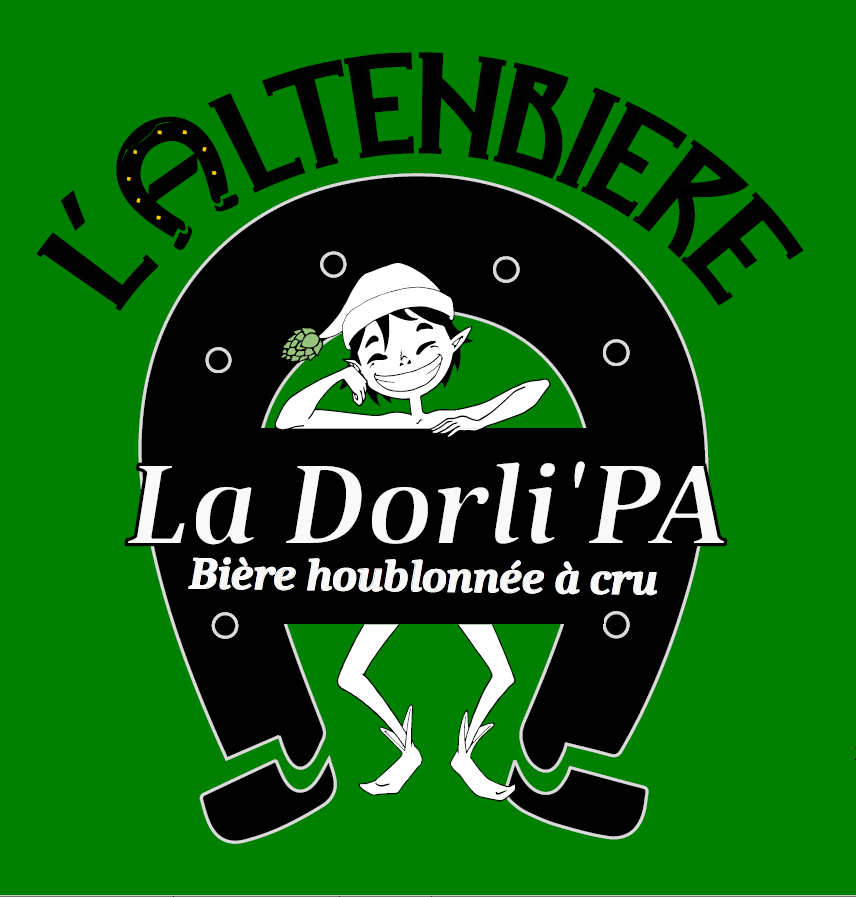 L'ALTENBIERE
La Dorli'PA
Bière houblonnée à cru